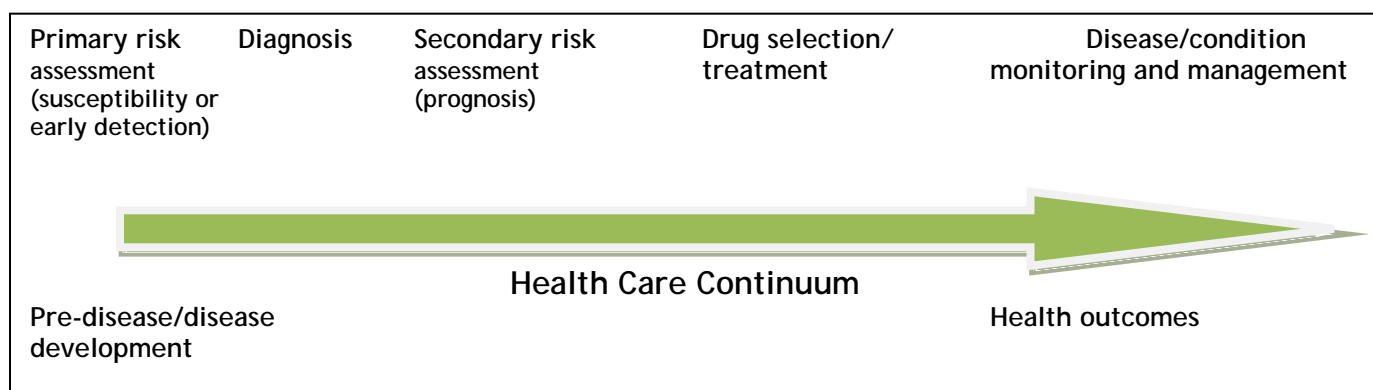 Primary risk
assessment
(susceptibility or
early detection)
Diagnosis
Secondary risk
assessment
(prognosis)
Drug selection/
treatment
Disease/condition
monitoring and management
Health Care Continuum
Pre-disease/disease
development
Health outcomes